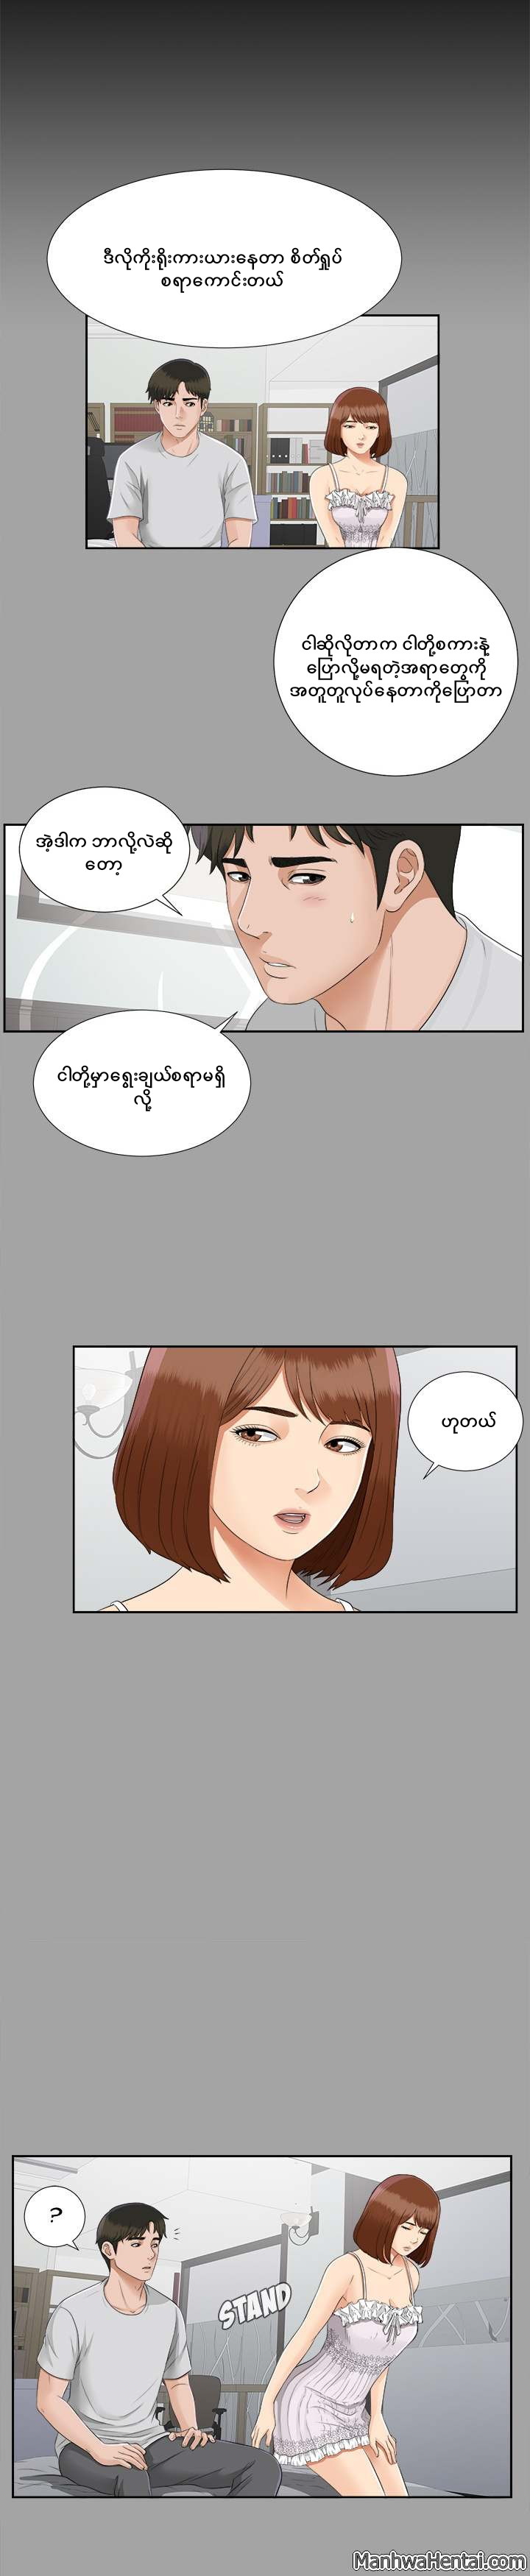 ဒီလိုကိုးရိုးကားယားနေတာ စိတ်ရှုပ်
စရာကောင်းတယ်
ငါဆိုလိုတာက ငါတို့စကားနဲ့
ပြောလို့မရတဲ့အရာတွေကို
အတူတူလုပ်နေတာကိုပြောတာ
အဲ့ဒါက ဘာလို့လဲဆို
တော့
ငါတို့မှာရွေးချယ်စရာမရှိ
လို့
ဟုတယ်
?
STAND
ManhwaHentai.com